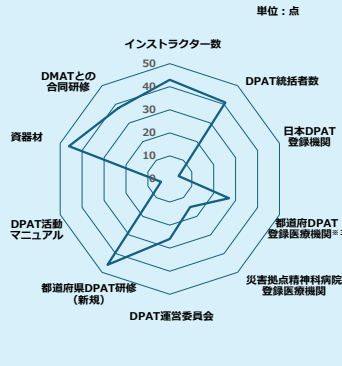 単位：点
インストラクター数
DPAT統括者数
日本DPAT
登録機関
都道府DPAT
登録医療機関※
災害拠点精神科病院
登録医療機関
DPAT運営委員会
都道府県DPAT研修
（新規）
DPAT活動
マニュアル
資器材
DMATとの
合同研修
50
40
30
20
10
0